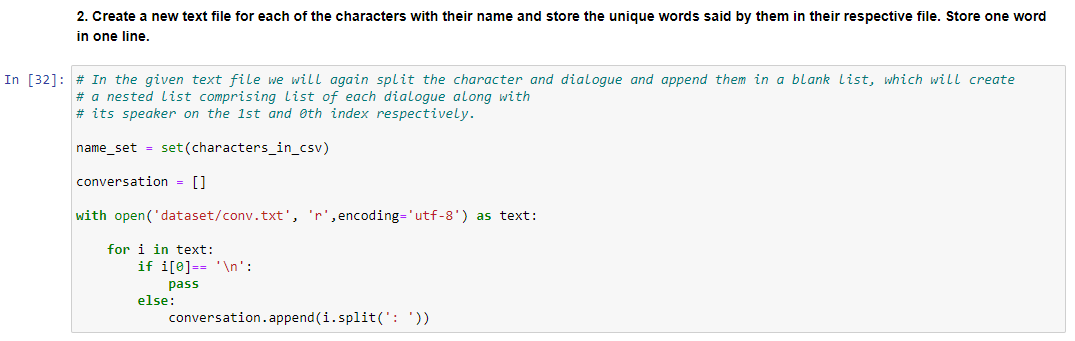 2. Create a new text file for each of the characters with their name and store the unique words said by them in their respective file. Store one word
in one line.
In [32]: # In the given text file we will again split the character and dialogue and append them in a blank list, which will create
# a nested list comprising list of each dialogue along with
# its speaker on the 1st and 0th index respectively.
name_set = set(characters_in_csv)
conversation = []
with open('dataset/conv.txt', 'r',encoding='utf-8') as text:
    for i in text:
        if i[0]== '\n':
            pass
        else:
            conversation.append(i.split(': '))